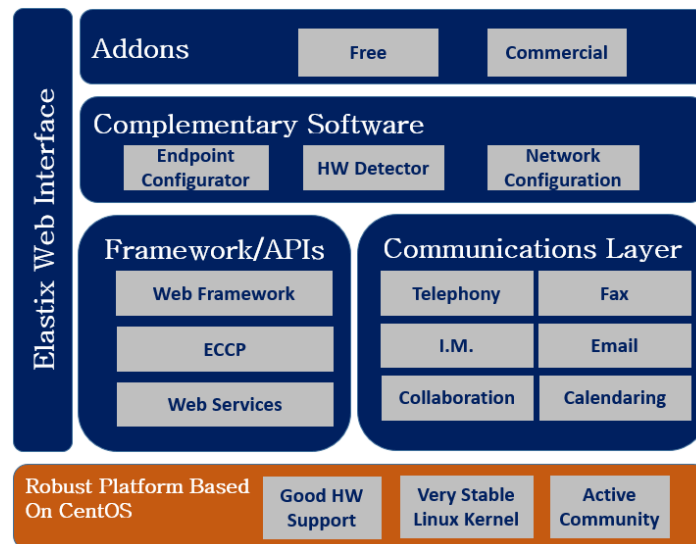 Elastix Web Interface
Addons
Free
Commercial
Complementary Software
Endpoint
Configurator
HW Detector
Network
Configuration
Framework/APIs
Web Framework
ECCP
Web Services
Communications Layer
Telephony
Fax
I.M.
Email
Collaboration
Calendaring
Robust Platform Based
On CentOS
Good HW
Support
Very Stable
Linux Kernel
Active
Community